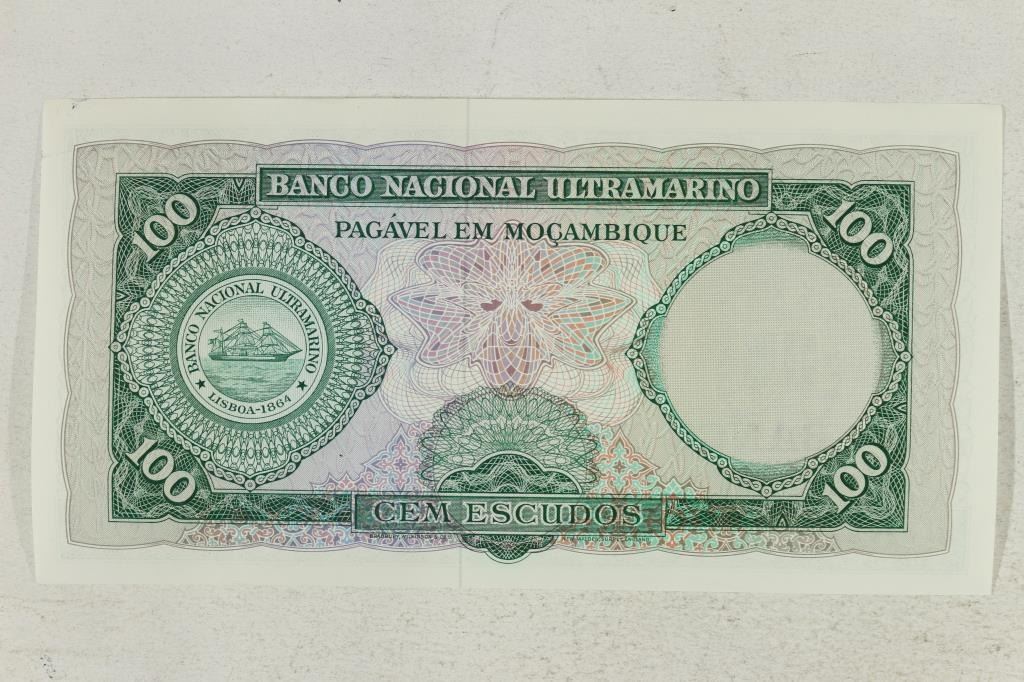 BANCO NACIONAL ULTRAMARINO
PAGÁVEL EM MOÇAMBIQUE
100
100
BANCO NACIONAL ULTRAMARINO
LISBOA-1864
100
100
CEM ESCUDOS